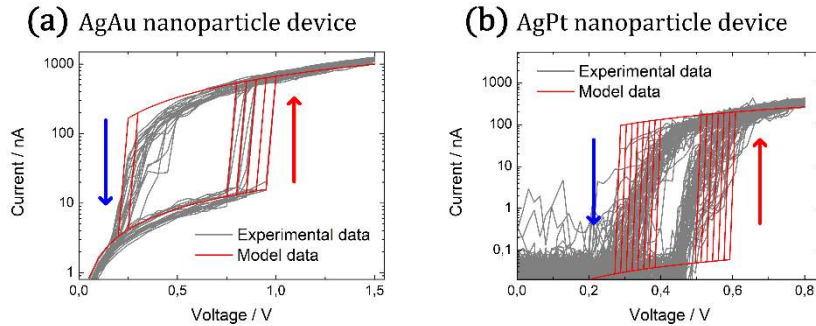 (a) AgAu nanoparticle device
1000
100
10
1
Current / nA
Experimental data
Model data
0,0 0,5 1,0 1,5
Voltage / V
(b) AgPt nanoparticle device
1000
100
10
1
0,1
Current / nA
Experimental data
Model data
0,0 0,2 0,4 0,6 0,8
Voltage / V